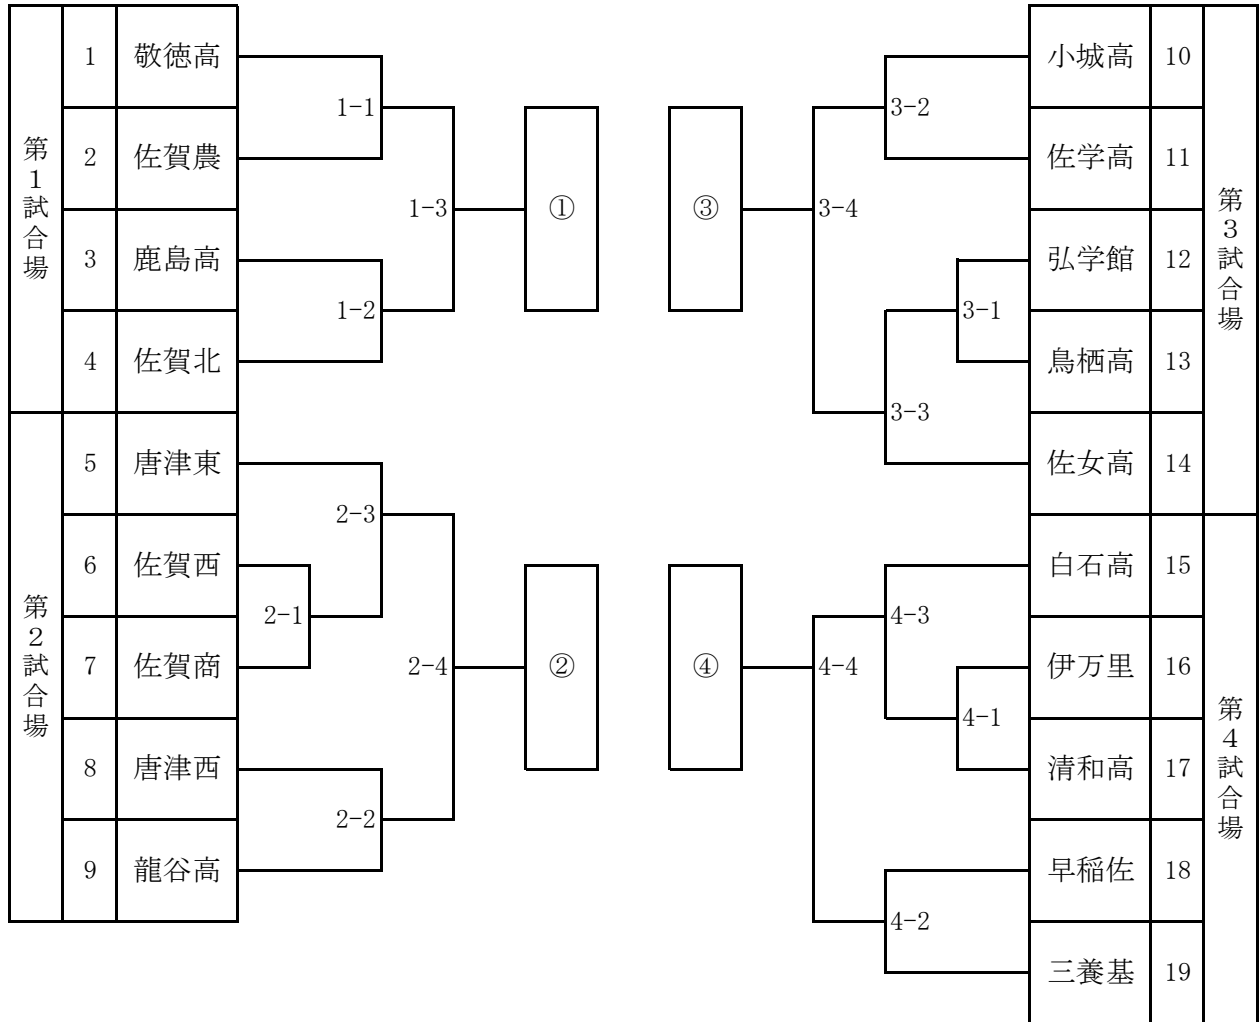 第1試合場
1 敬徳高
2 佐賀農
3 鹿島高
4 佐賀北
1-1
1-2
1-3
①
第2試合場
5 唐津東
6 佐賀西
7 佐賀商
8 唐津西
9 龍谷高
2-3
2-1
2-4
2-2
②
第3試合場
小城高 10
佐学高 11
弘学館 12
鳥栖高 13
佐女高 14
3-2
3-4
3-1
3-3
③
第4試合場
白石高 15
伊万里 16
清和高 17
早稲佐 18
三養基 19
4-3
4-4
4-1
4-2
④